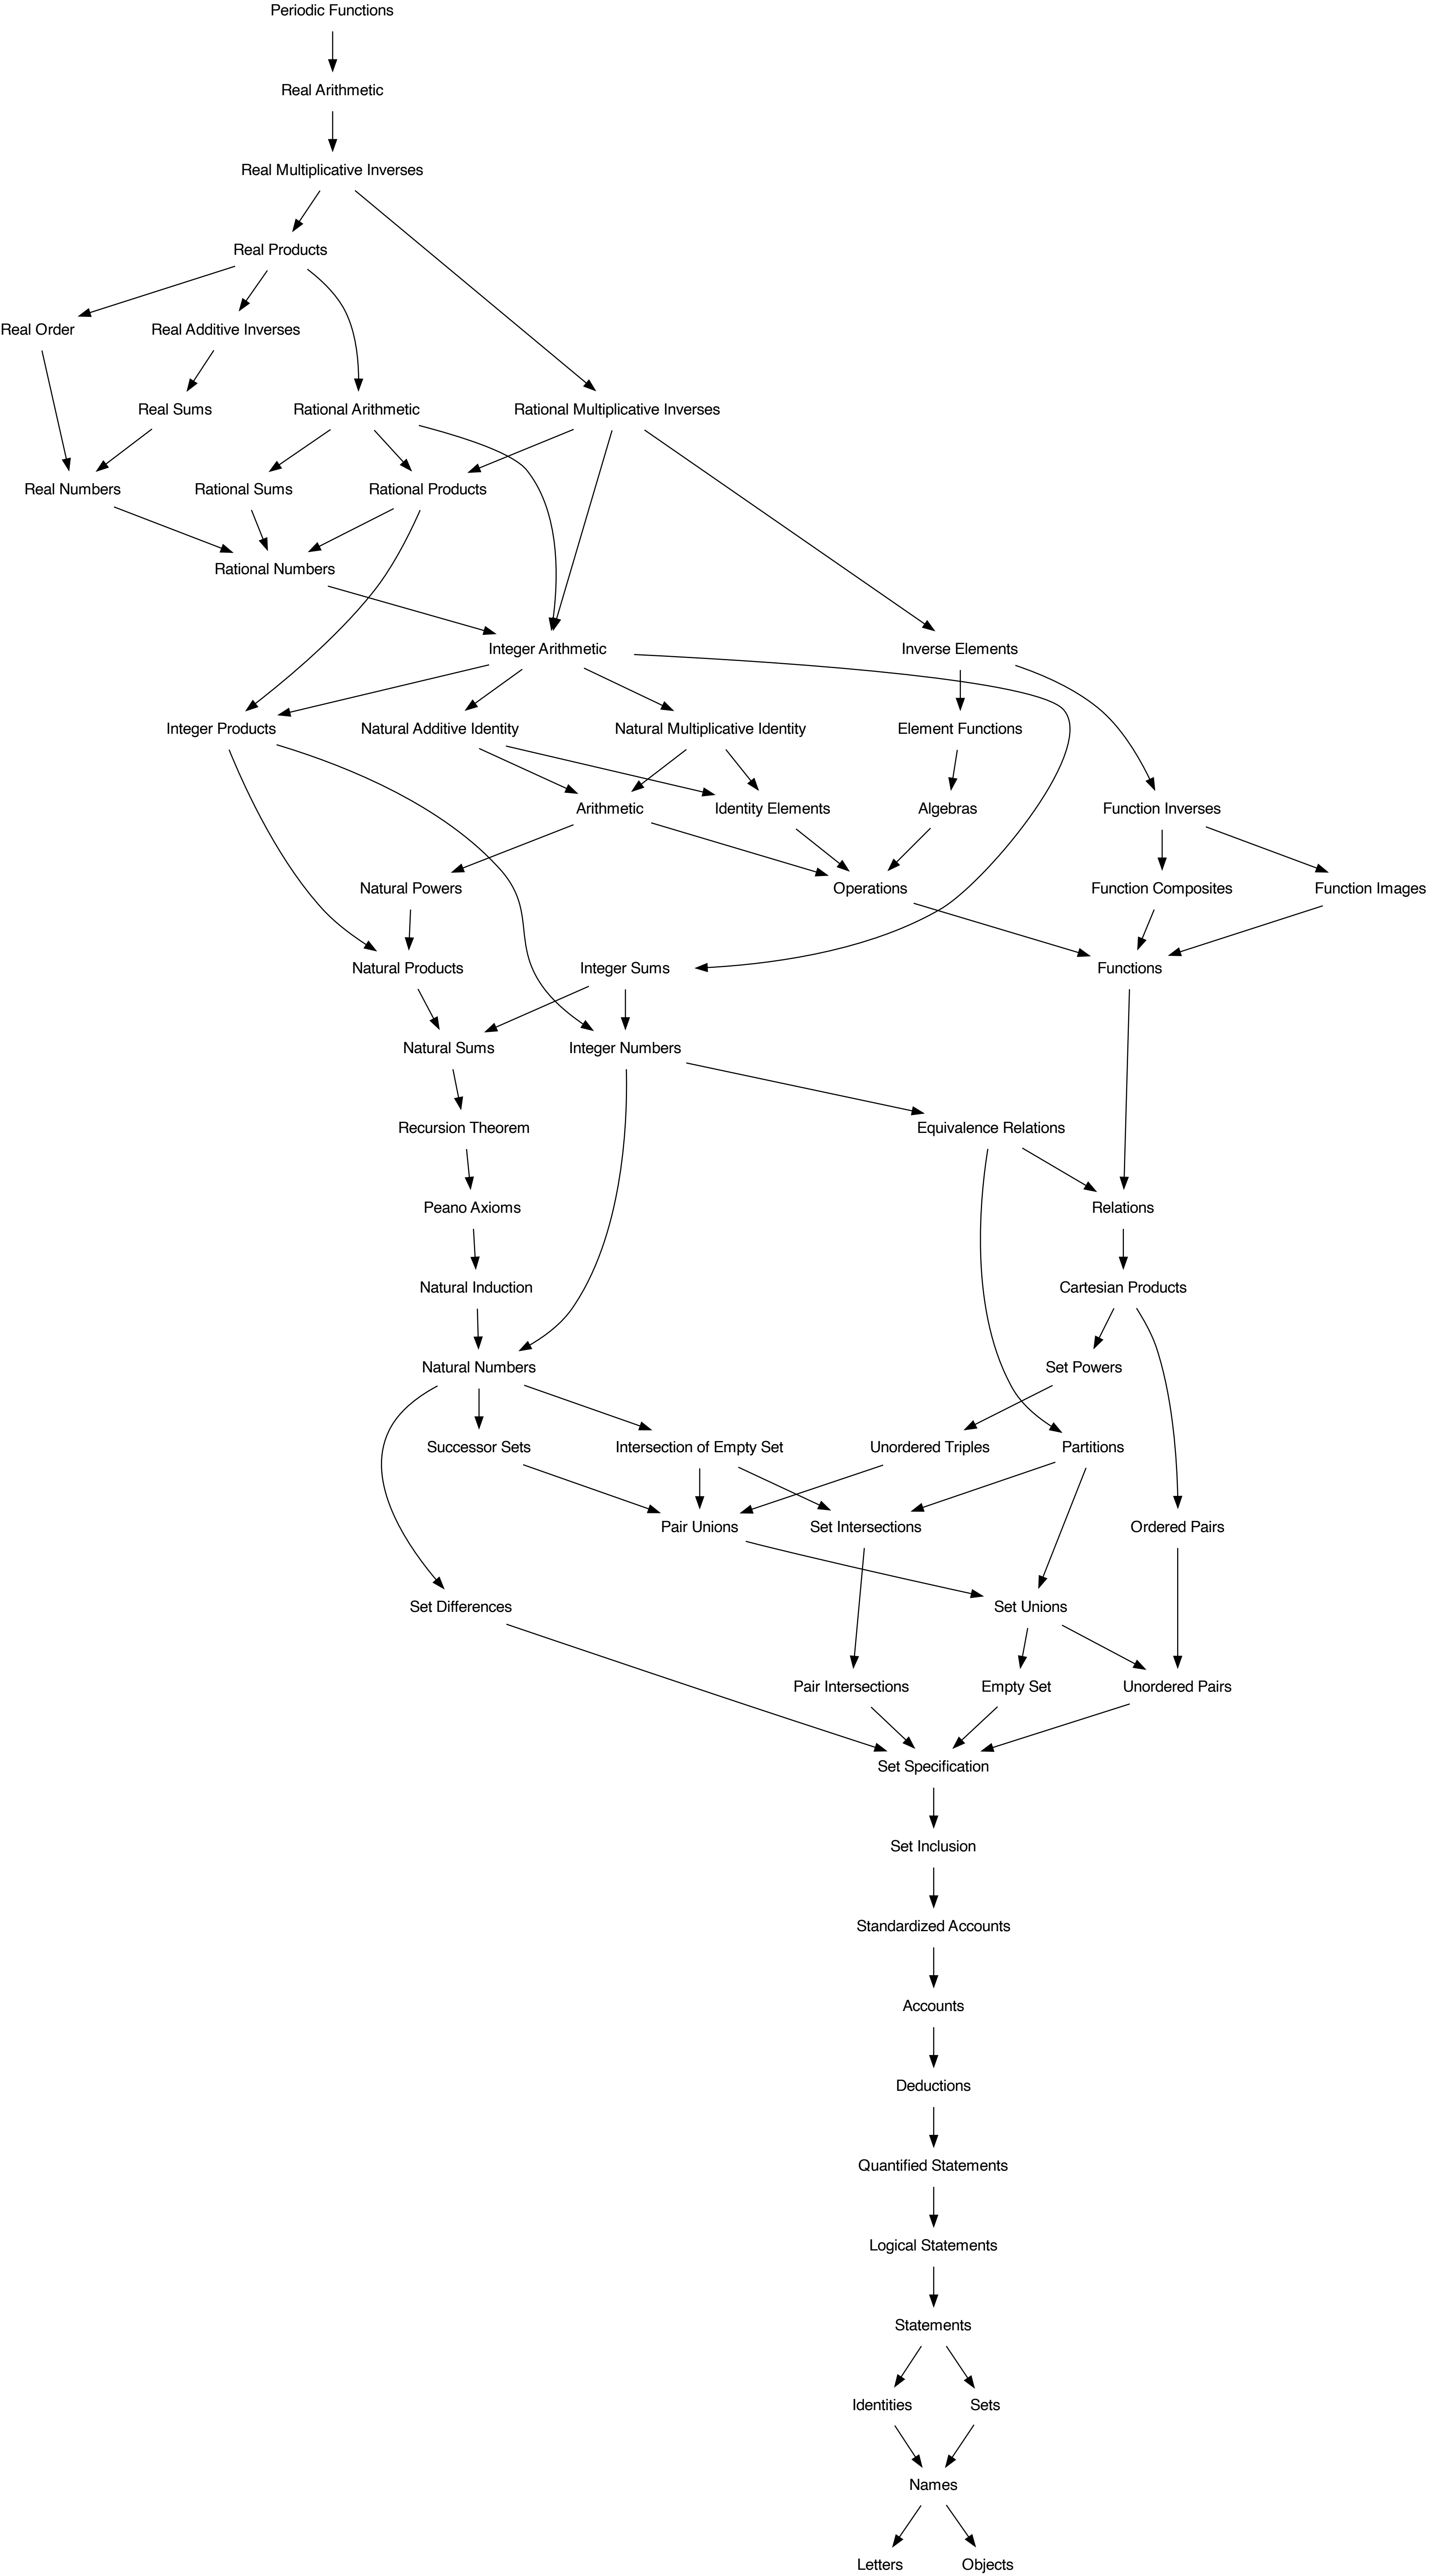 Periodic Functions
Real Arithmetic
Real Multiplicative Inverses
Real Products
Real Order
Real Additive Inverses
Real Sums
Rational Arithmetic
Rational Multiplicative Inverses
Real Numbers
Rational Sums
Rational Products
Rational Numbers
Integer Arithmetic
Inverse Elements
Integer Products
Natural Additive Identity
Natural Multiplicative Identity
Element Functions
Arithmetic
Identity Elements
Algebras
Function Inverses
Natural Powers
Operations
Function Composites
Function Images
Natural Products
Integer Sums
Functions
Natural Sums
Integer Numbers
Recursion Theorem
Equivalence Relations
Peano Axioms
Relations
Natural Induction
Cartesian Products
Natural Numbers
Set Powers
Successor Sets
Intersection of Empty Set
Unordered Triples
Partitions
Pair Unions
Set Intersections
Ordered Pairs
Set Differences
Set Unions
Pair Intersections
Empty Set
Unordered Pairs
Set Specification
Set Inclusion
Standardized Accounts
Accounts
Deductions
Quantified Statements
Logical Statements
Statements
Identities
Sets
Names
Letters
Objects